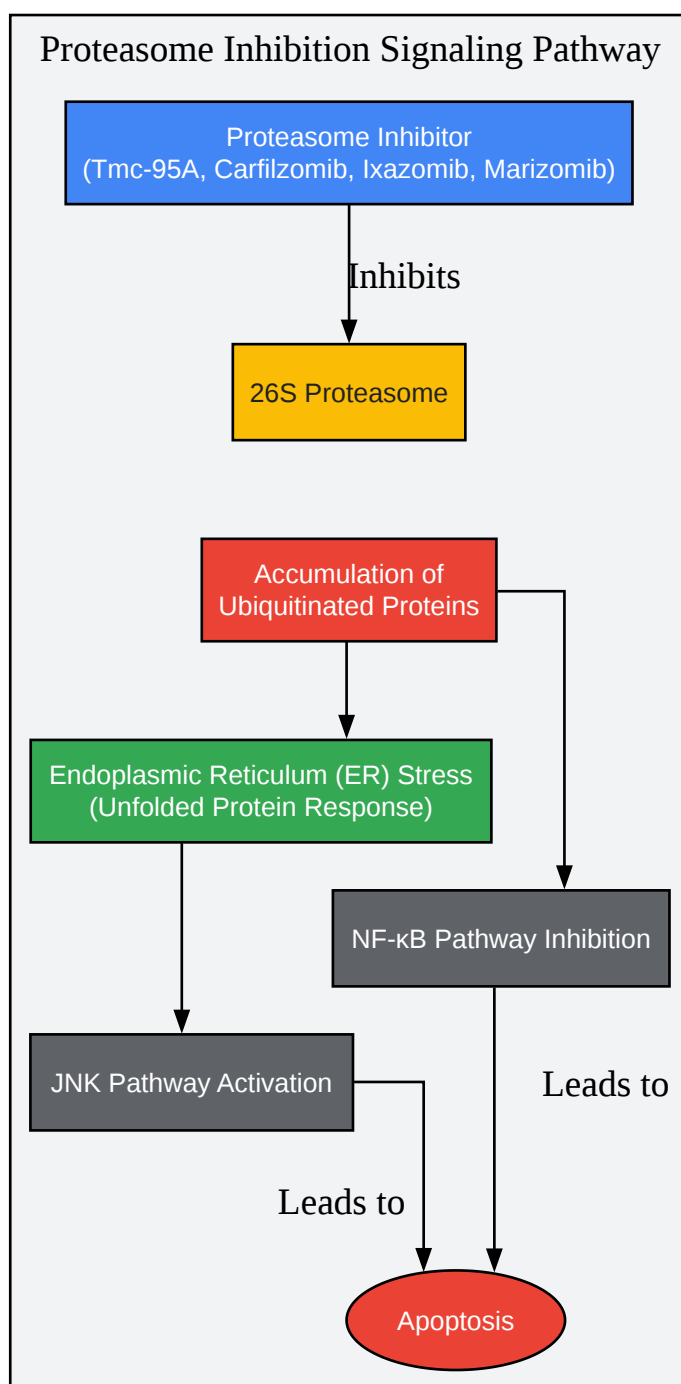 Proteasome Inhibition Signaling Pathway
Proteasome Inhibitor
(Tmc-95A, Carfilzomib, Ixazomib, Marizomib)
Inhibits
26S Proteasome
Accumulation of
Ubiquitinated Proteins
Endoplasmic Reticulum (ER) Stress
(Unfolded Protein Response)
NF-κB Pathway Inhibition
JNK Pathway Activation
Leads to
Leads to
Apoptosis